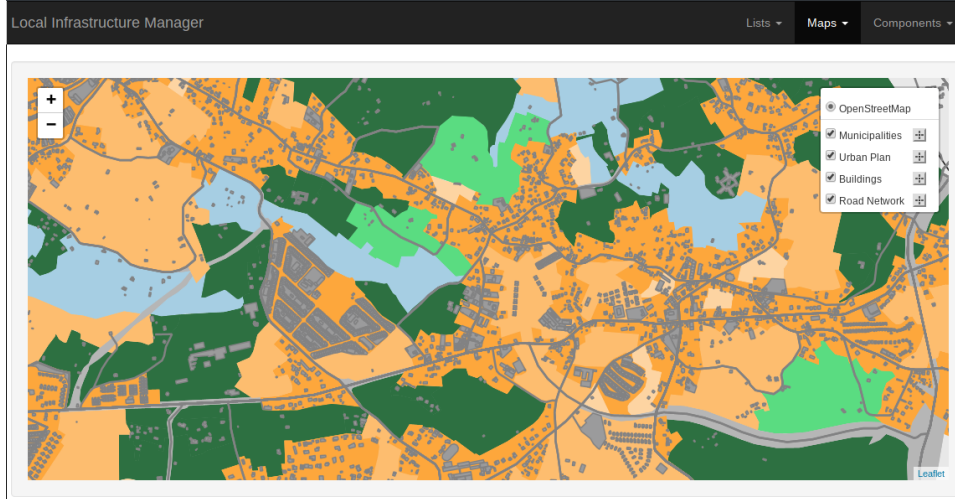 Local Infrastructure Manager Lists Maps Components
+
−
OpenStreetMap
Municipalities
Urban Plan
Buildings
Road Network
Leaflet